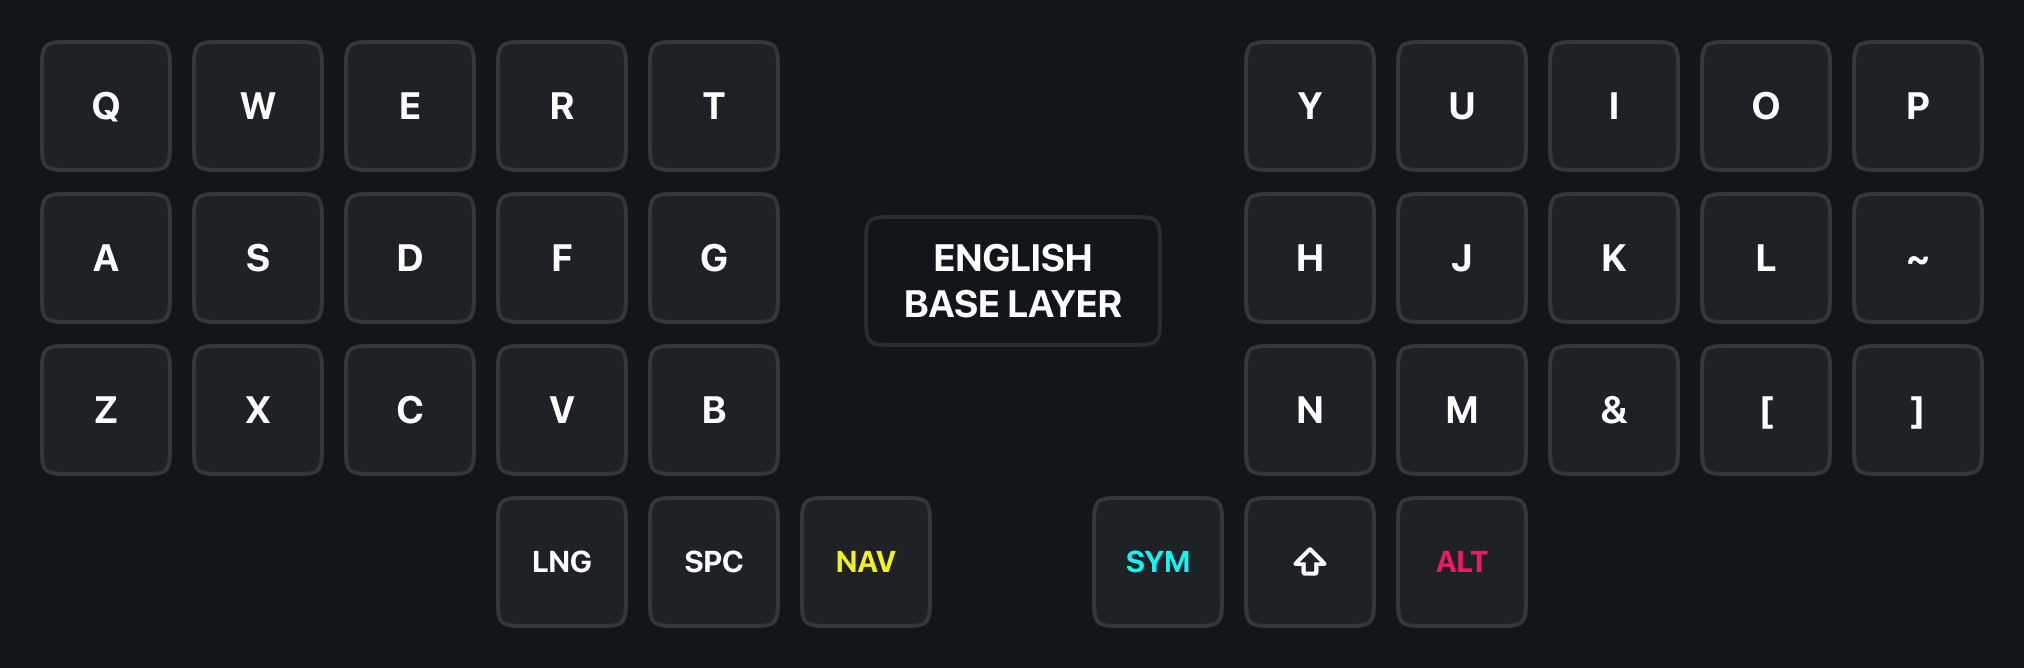 Q W E R T Y U I O P
A S D F G H J K L ~
ENGLISH
BASE LAYER
Z X C V B N M & [ ]
LNG SPC NAV SYM ⇧ ALT